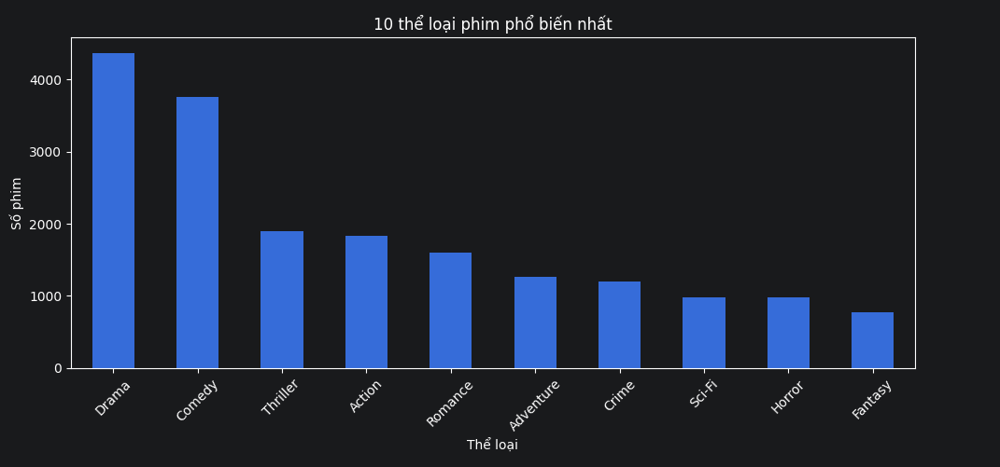 10 thể loại phim phổ biến nhất
Số phim
4000
3000
2000
1000
0
Drama
Comedy
Thriller
Action
Romance
Adventure
Crime
Sci-Fi
Horror
Fantasy
Thể loại